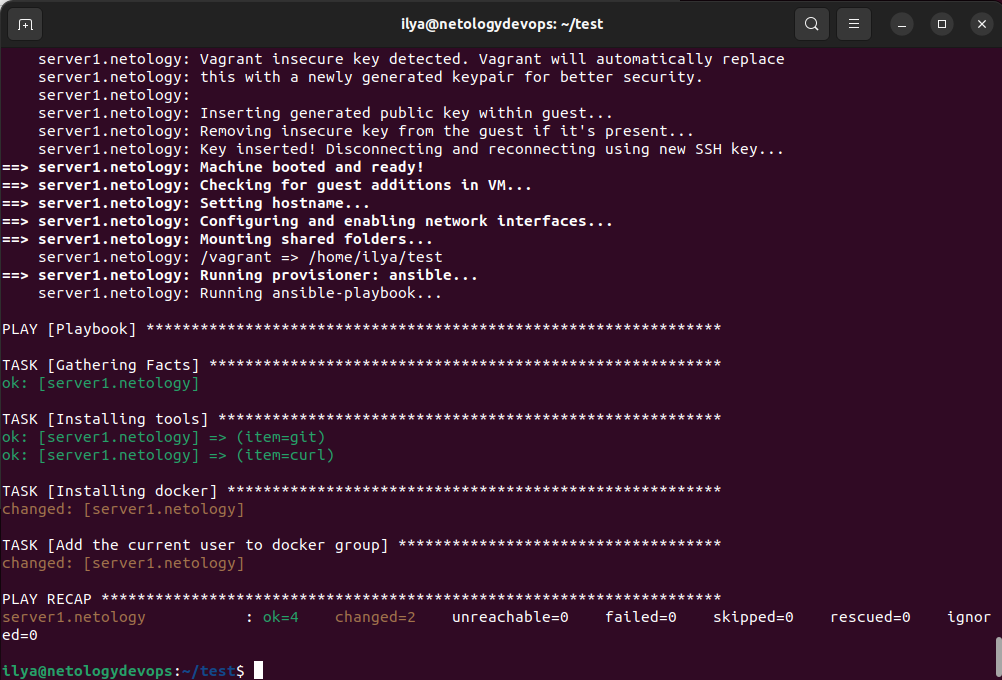 ilya@netologydevops: ~/test
    server1.netology: Vagrant insecure key detected. Vagrant will automatically replace
    server1.netology: this with a newly generated keypair for better security.
    server1.netology:
    server1.netology: Inserting generated public key within guest...
    server1.netology: Removing insecure key from the guest if it's present...
    server1.netology: Key inserted! Disconnecting and reconnecting using new SSH key...
==> server1.netology: Machine booted and ready!
==> server1.netology: Checking for guest additions in VM...
==> server1.netology: Setting hostname...
==> server1.netology: Configuring and enabling network interfaces...
==> server1.netology: Mounting shared folders...
    server1.netology: /vagrant => /home/ilya/test
==> server1.netology: Running provisioner: ansible...
    server1.netology: Running ansible-playbook...
PLAY [Playbook] ****************************************************************
TASK [Gathering Facts] *********************************************************
ok: [server1.netology]
TASK [Installing tools] ********************************************************
ok: [server1.netology] => (item=git)
ok: [server1.netology] => (item=curl)
TASK [Installing docker] *******************************************************
changed: [server1.netology]
TASK [Add the current user to docker group] ************************************
changed: [server1.netology]
PLAY RECAP *********************************************************************
server1.netology           : ok=4    changed=2    unreachable=0    failed=0    skipped=0    rescued=0    ignor
ed=0
ilya@netologydevops:~/test$